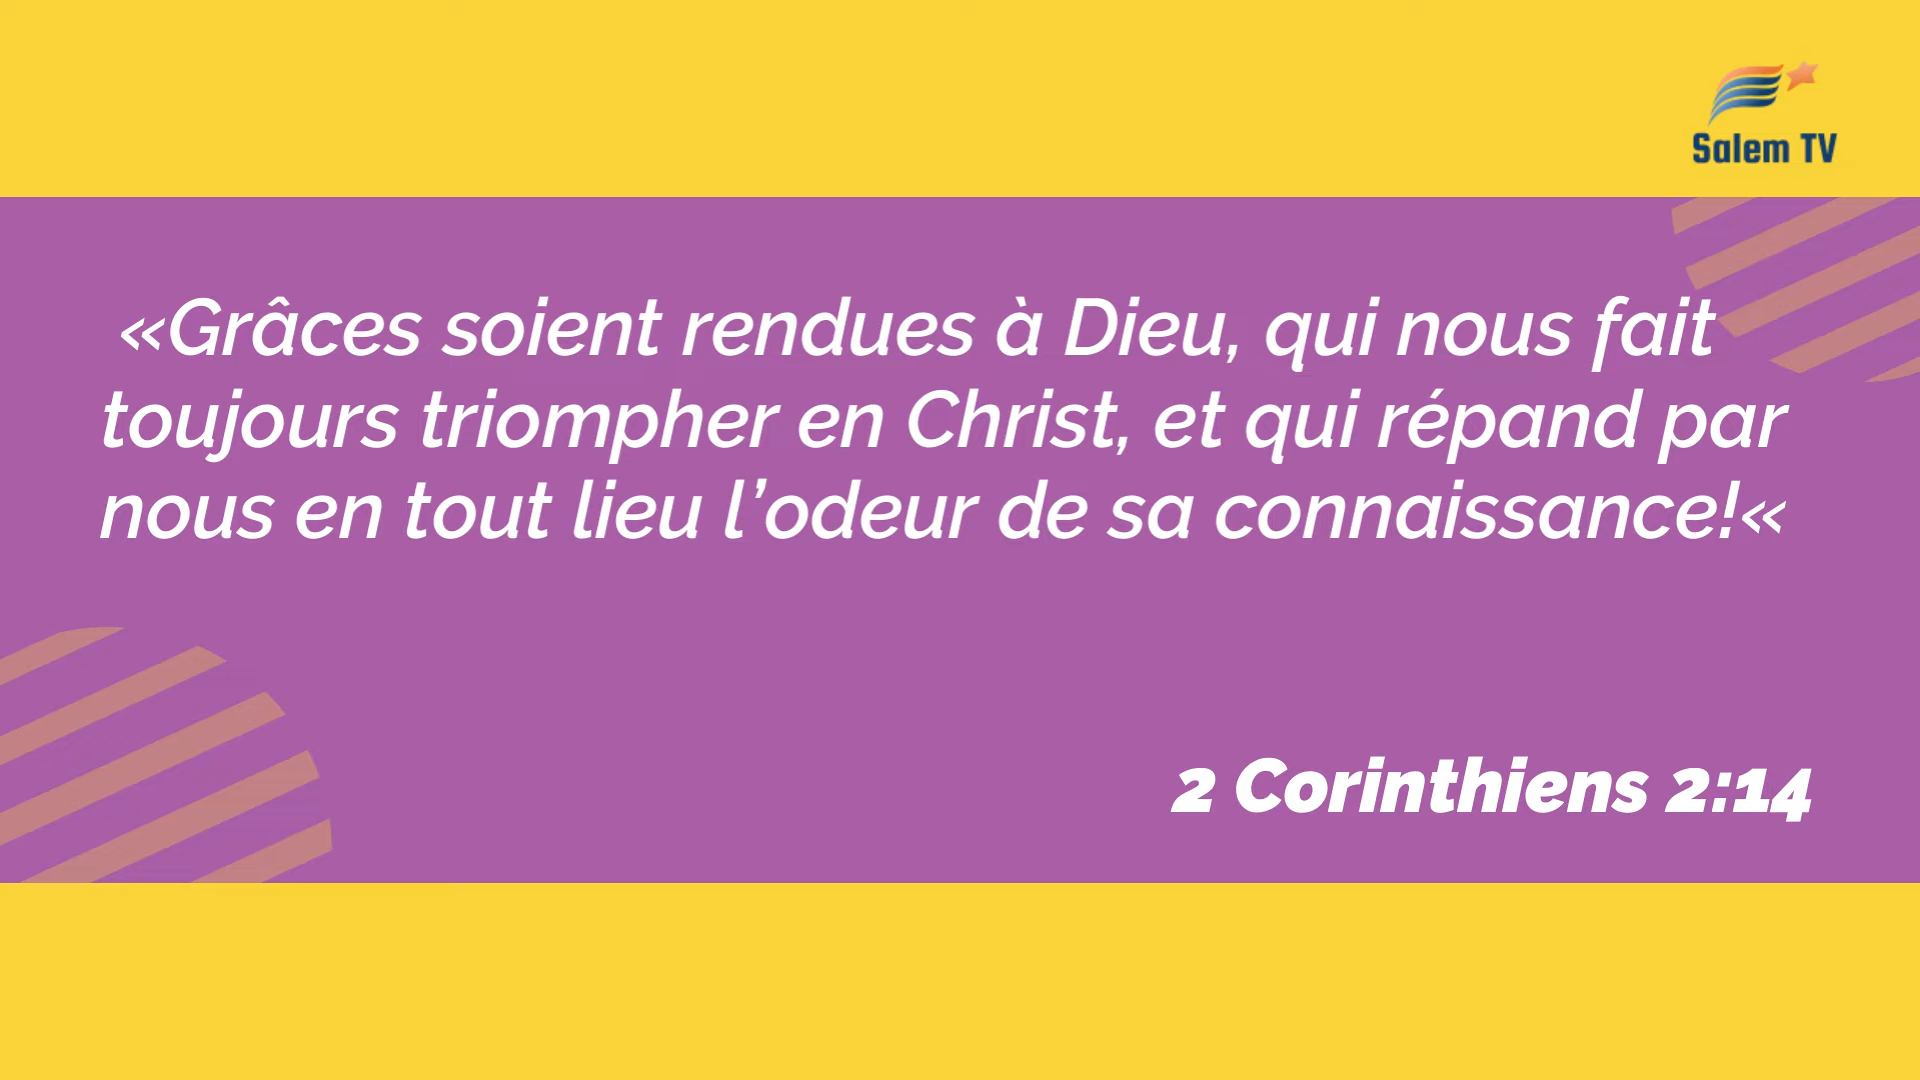 Salem TV
«Grâces soient rendues à Dieu, qui nous fait
toujours triompher en Christ, et qui répand par
nous en tout lieu l’odeur de sa connaissance!«
2 Corinthiens 2:14